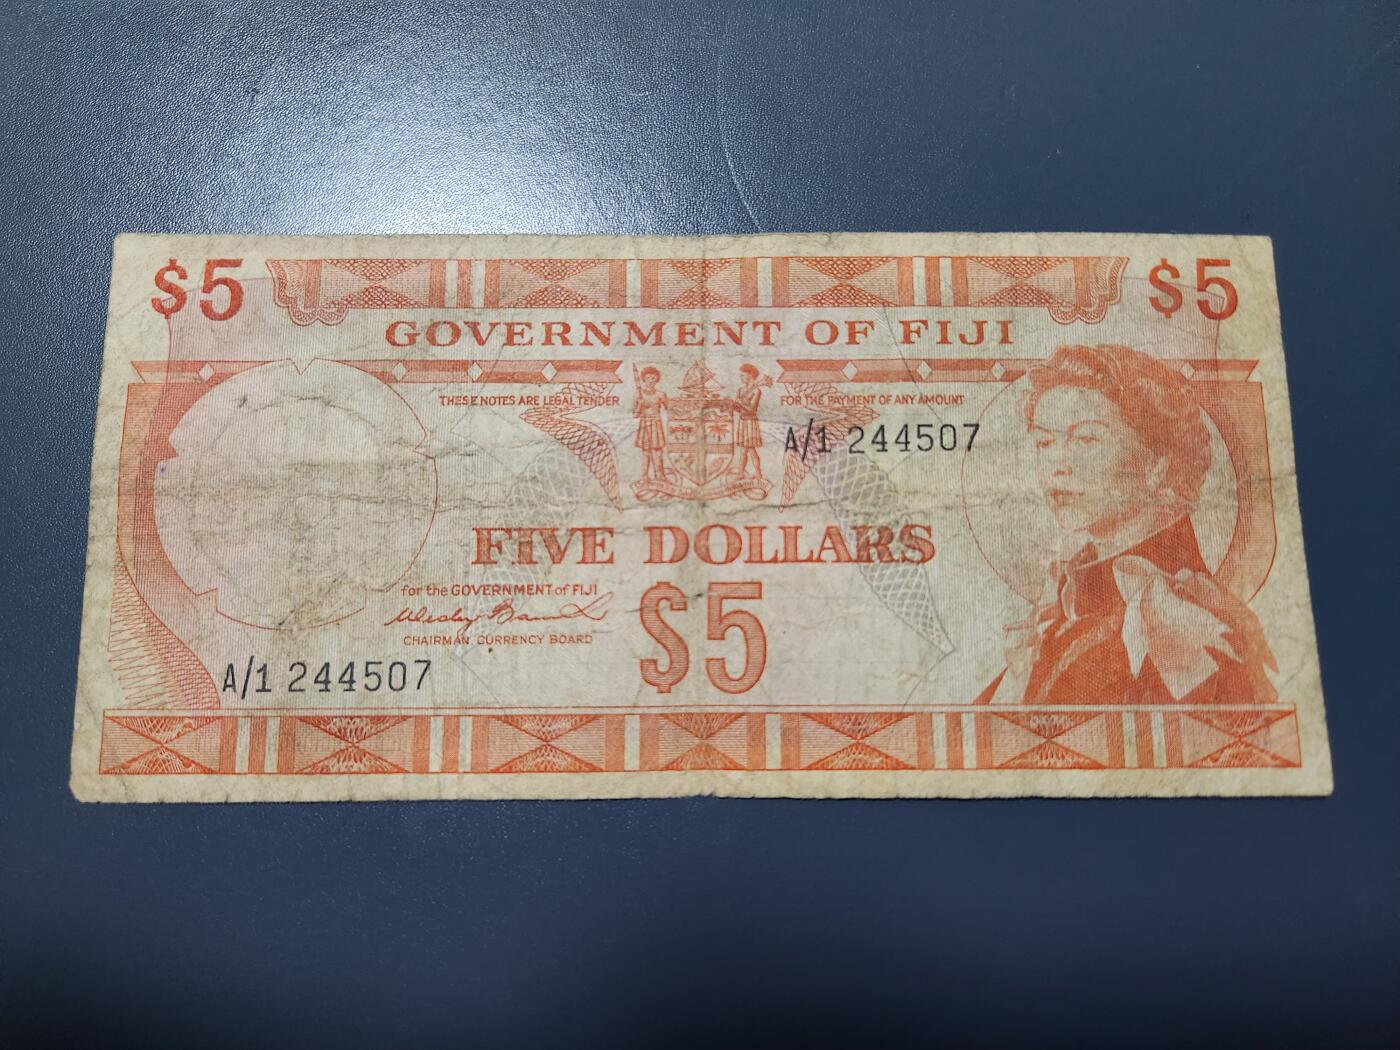 $5
$5
GOVERNMENT OF FIJI
THESE NOTES ARE LEGAL TENDER
FOR THE PAYMENT OF ANY AMOUNT
A/1 244507
FIVE DOLLARS
for the GOVERNMENT of FIJI
CHAIRMAN CURRENCY BOARD
$5
A/1 244507